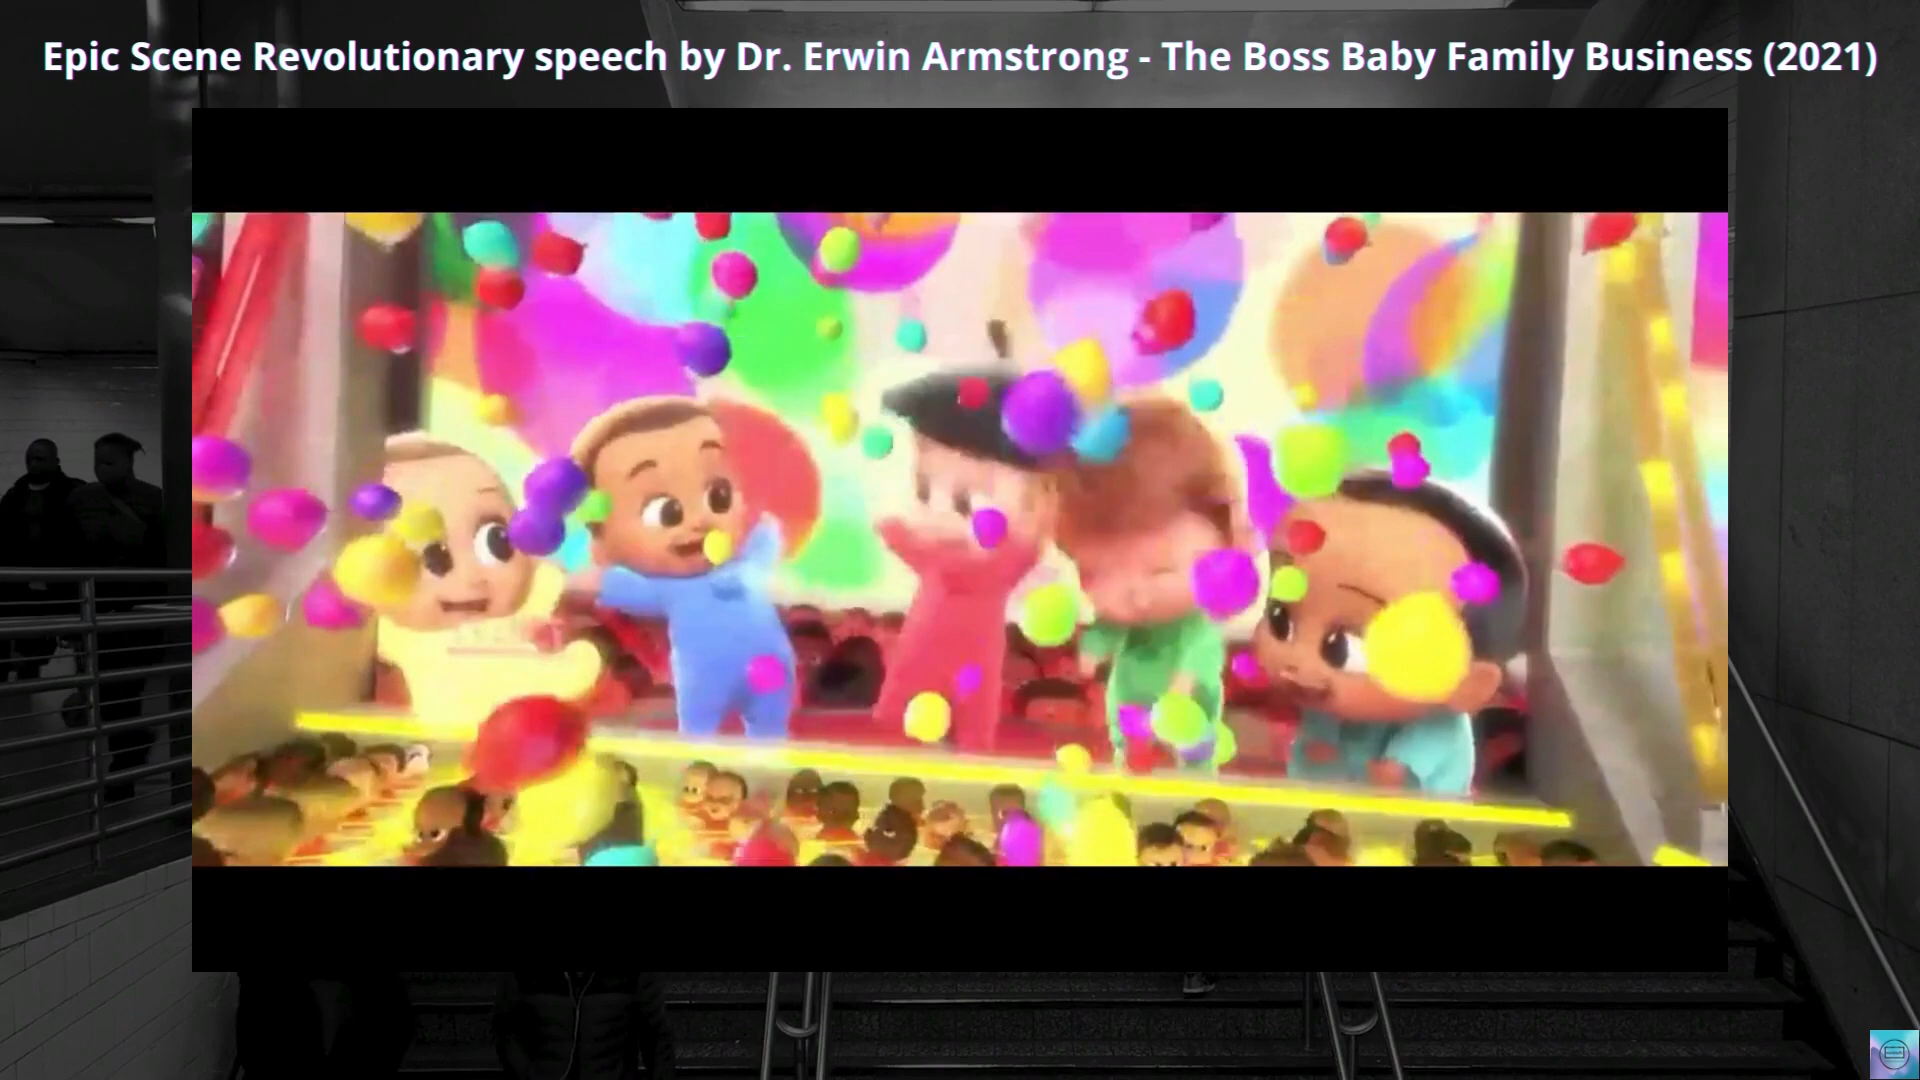 Epic Scene Revolutionary speech by Dr. Erwin Armstrong - The Boss Baby Family Business (2021)